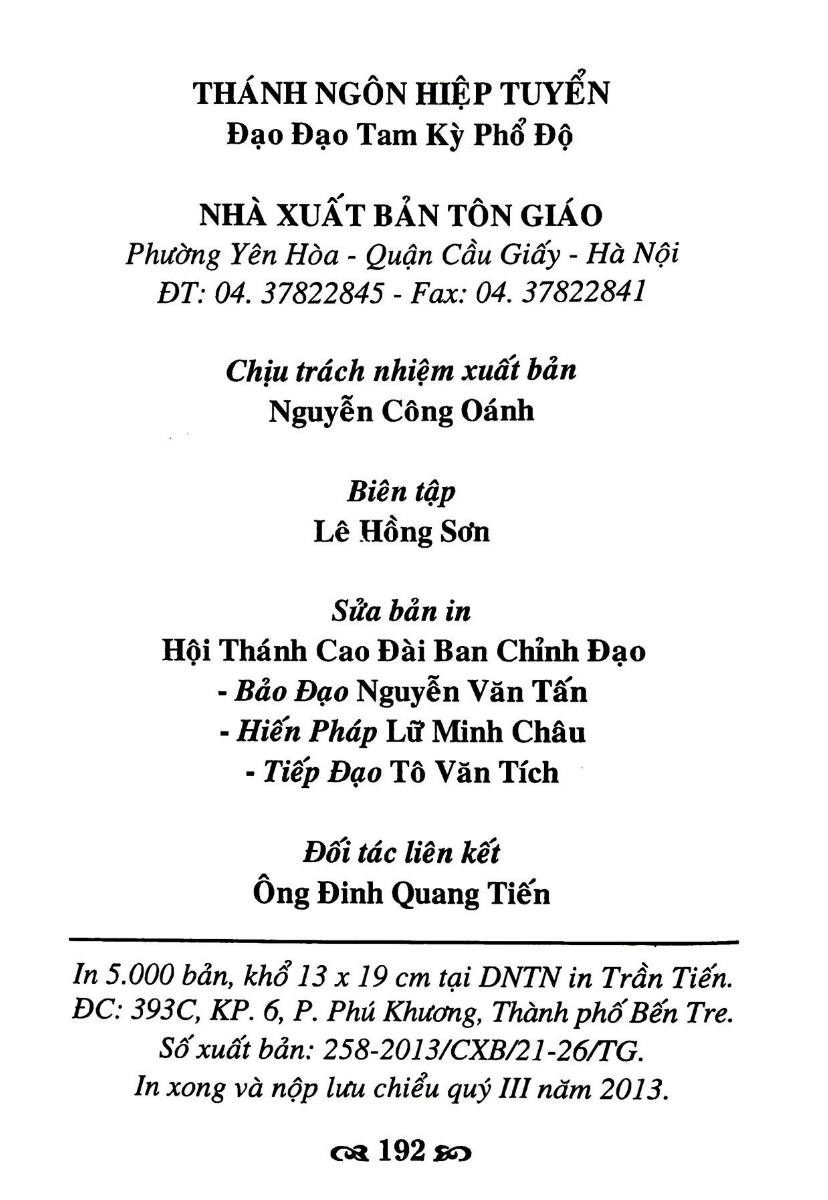 THÁNH NGÔN HIỆP TUYỂN
Đạo Đạo Tam Kỳ Phổ Độ
NHÀ XUẤT BẢN TÔN GIÁO
Phường Yên Hòa - Quận Cầu Giấy - Hà Nội
ĐT: 04. 37822845 - Fax: 04. 37822841
Chịu trách nhiệm xuất bản
Nguyễn Công Oánh
Biên tập
Lê Hồng Sơn
Sửa bản in
Hội Thánh Cao Đài Ban Chỉnh Đạo
- Bảo Đạo Nguyễn Văn Tấn
- Hiến Pháp Lữ Minh Châu
- Tiếp Đạo Tô Văn Tích
Đối tác liên kết
Ông Đinh Quang Tiến
In 5.000 bản, khổ 13 x 19 cm tại DNTN in Trần Tiến.
ĐC: 393C, KP. 6, P. Phú Khương, Thành phố Bến Tre.
Số xuất bản: 258-2013/CXB/21-26/TG.
In xong và nộp lưu chiểu quý III năm 2013.
192